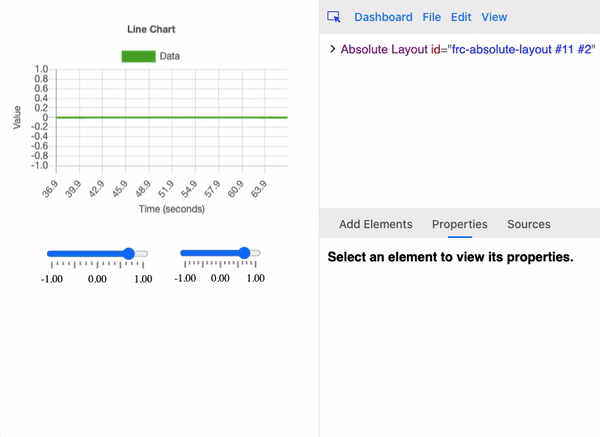 Line Chart
Data
1.0
0.8
0.6
0.4
0.2
0
-0.2
-0.4
-0.6
-0.8
-1.0
Value
36.9 39.9 42.9 45.9 48.9 51.9 54.9 57.9 60.9 63.9
Time (seconds)
-1.00 0.00 1.00
-1.00 0.00 1.00
Dashboard File Edit View
> Absolute Layout id="frc-absolute-layout #11 #2"
Add Elements Properties Sources
Select an element to view its properties.